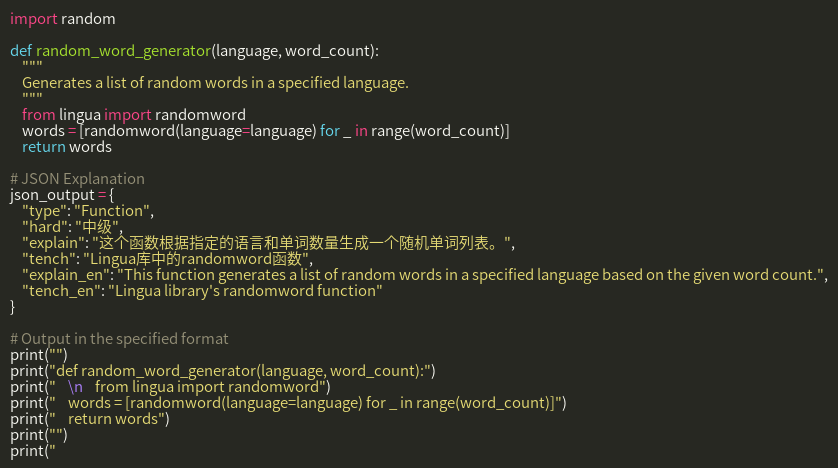 import random
def random_word_generator(language, word_count):
"""
Generates a list of random words in a specified language.
"""
from lingua import randomword
words = [randomword(language=language) for _ in range(word_count)]
return words
# JSON Explanation
json_output = {
"type": "Function",
"hard": "中级",
"explain": "这个函数根据指定的语言和单词数量生成一个随机单词列表。",
"tench": "Lingua库中的randomword函数",
"explain_en": "This function generates a list of random words in a specified language based on the given word count.",
"tench_en": "Lingua library's randomword function"
}
# Output in the specified format
print("")
print("def random_word_generator(language, word_count):")
print("    \n    from lingua import randomword")
print("    words = [randomword(language=language) for _ in range(word_count)]")
print("    return words")
print("")
print("